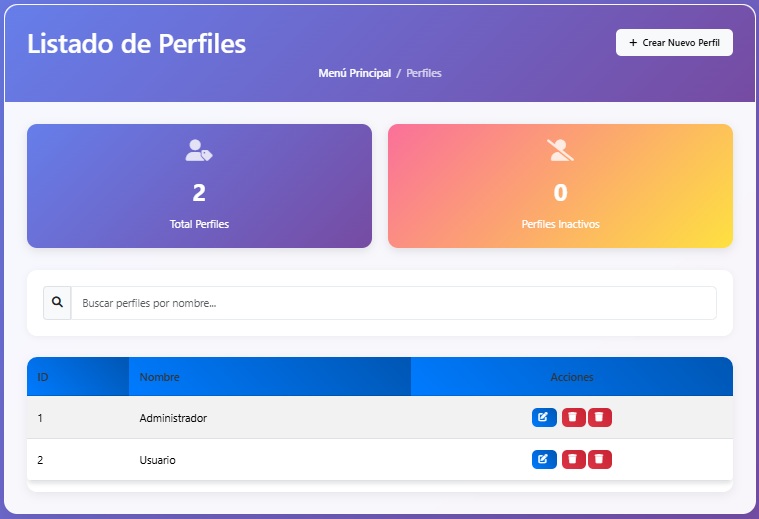 Listado de Perfiles
+ Crear Nuevo Perfil
Menú Principal / Perfiles
2
Total Perfiles
0
Perfiles Inactivos
Buscar perfiles por nombre...
ID Nombre Acciones
1 Administrador
2 Usuario